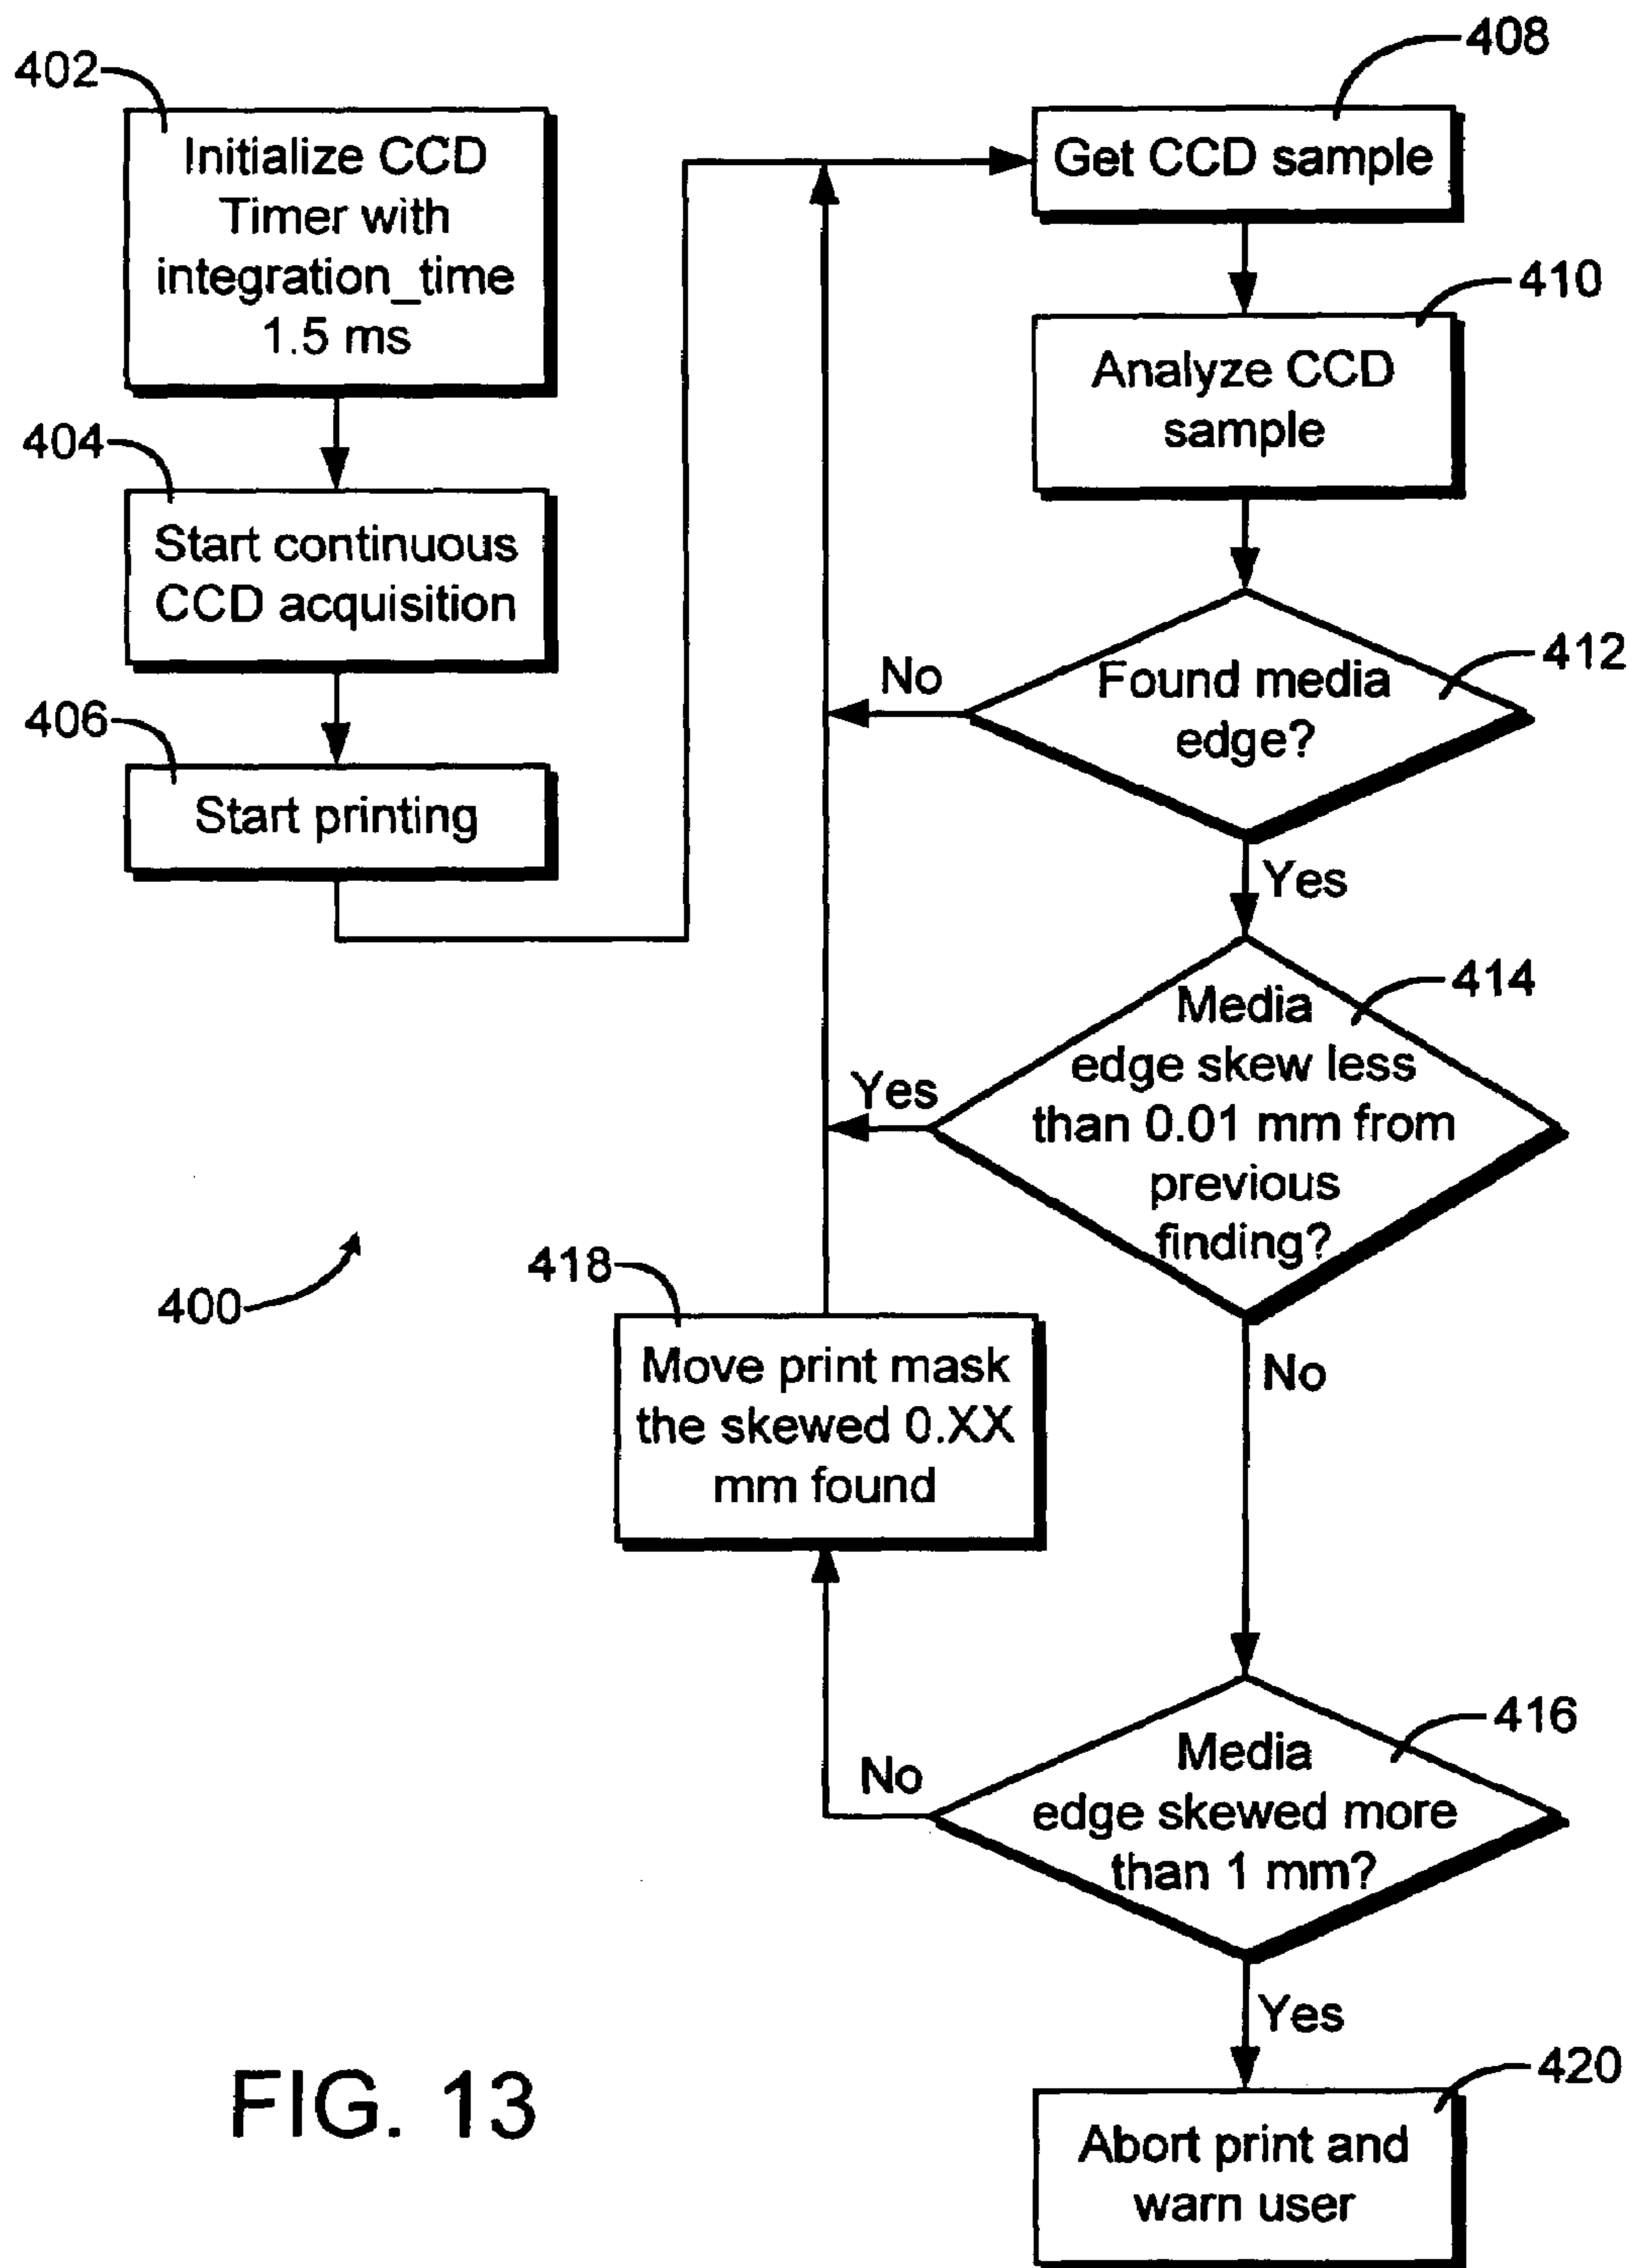 402
Initialize CCD
Timer with
integration_time
1.5 ms
404
Start continuous
CCD acquisition
406
Start printing
408
Get CCD sample
410
Analyze CCD
sample
412
Found media
edge?
No
Yes
414
Media
edge skew less
than 0.01 mm from
previous
finding?
Yes
No
416
Media
edge skewed more
than 1 mm?
No
Yes
418
Move print mask
the skewed 0.XX
mm found
420
Abort print and
warn user
400
FIG. 13